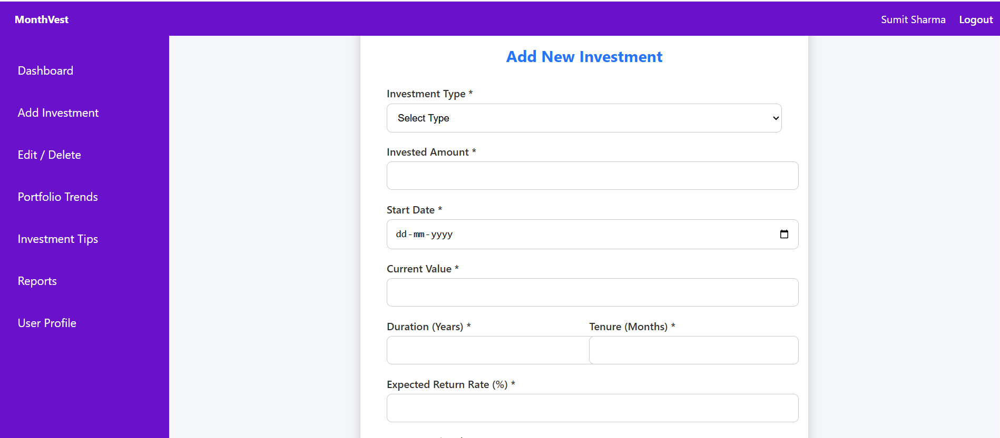 MonthVest
Sumit Sharma Logout
Dashboard
Add Investment
Edit / Delete
Portfolio Trends
Investment Tips
Reports
User Profile
Add New Investment
Investment Type *
Select Type
Invested Amount *
Start Date *
dd-mm-yyyy
Current Value *
Duration (Years) * Tenure (Months) *
Expected Return Rate (%) *